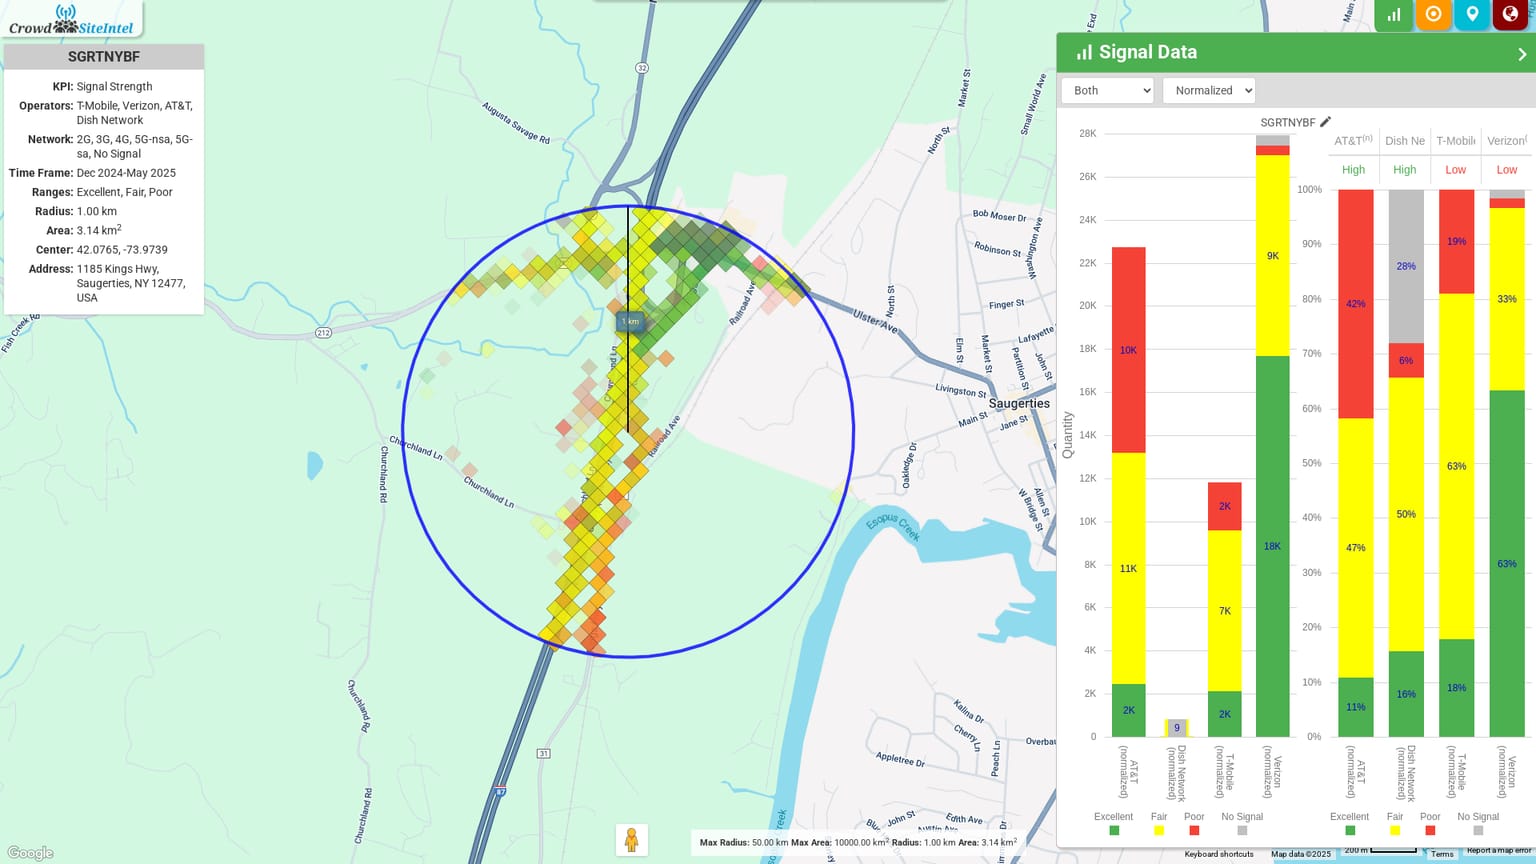 Crowd SiteIntel
SGRTNYBF
KPI: Signal Strength
Operators: T-Mobile, Verizon, AT&T,
Dish Network
Network: 2G, 3G, 4G, 5G-nsa, 5G-
sa, No Signal
Time Frame: Dec 2024-May 2025
Ranges: Excellent, Fair, Poor
Radius: 1.00 km
Area: 3.14 km²
Center: 42.0765, -73.9739
Address: 1185 Kings Hwy,
Saugerties, NY 12477,
USA
32
Augusta Savage Rd
Market St
Small World Ave
North St
Bob Moser Dr
Robinson St
Washington Ave
Finger St
Lafayette
North St
Ulster Ave
Railroad Ave
Elm St
Market St
Partition St
John St
Livingston St
Saugerties
Main St
Jane St
Fish Creek Rd
212
1 km
Railroad Ave
Churchland Ln
Churchland Rd
Churchland Ln
Oakledge Dr
Allen St
W Bridge St
Esopus Creek
Churchland Rd
31
87
Churchland Rd
Kalina Dr
Cherry Ln
Peach Ln
Overba
Appletree Dr
John St
Edith Ave
Google
Max Radius: 50.00 km Max Area: 10000.00 km² Radius: 1.00 km Area: 3.14 km²
Keyboard shortcuts
Map data ©2025
200 m
Terms
Report a map error
Signal Data
Both
Normalized
SGRTNYBF
28K
26K
24K
22K
20K
18K
16K
14K
12K
10K
8K
6K
4K
2K
0
Quantity
10K
11K
2K
9
2K
7K
2K
9K
18K
AT&T
(normalized)
Dish Network
(normalized)
T-Mobile
(normalized)
Verizon
(normalized)
Excellent
Fair
Poor
No Signal
AT&T(n)
Dish Ne
T-Mobile
Verizon(
High
High
Low
Low
100%
90%
80%
70%
60%
50%
40%
30%
20%
10%
0%
42%
47%
11%
28%
6%
50%
16%
19%
63%
18%
33%
63%
AT&T
(normalized)
Dish Network
(normalized)
T-Mobile
(normalized)
Verizon
(normalized)
Excellent
Fair
Poor
No Signal